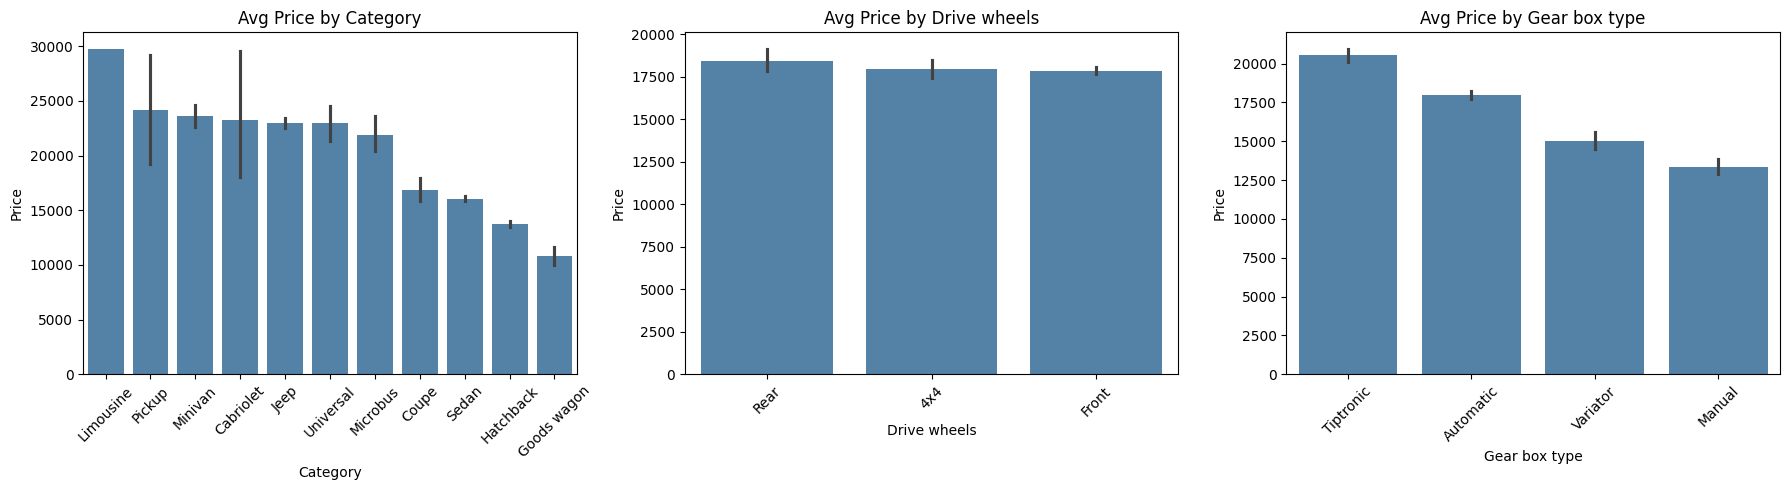 Avg Price by Category
30000
25000
20000
15000
10000
5000
0
Price
Limousine
Pickup
Minivan
Cabriolet
Jeep
Universal
Microbus
Coupe
Sedan
Hatchback
Goods wagon
Category
Avg Price by Drive wheels
20000
17500
15000
12500
10000
7500
5000
2500
0
Price
Rear
4x4
Front
Drive wheels
Avg Price by Gear box type
20000
17500
15000
12500
10000
7500
5000
2500
0
Price
Tiptronic
Automatic
Variator
Manual
Gear box type